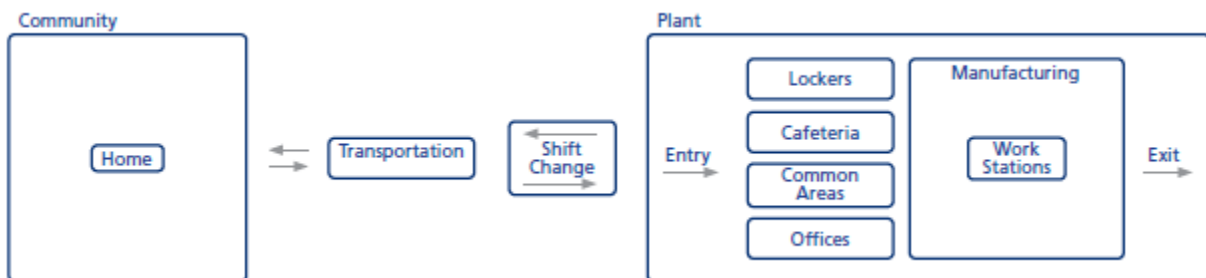 Community
Home
Transportation
Shift
Change
Plant
Entry
Lockers
Cafeteria
Common
Areas
Offices
Manufacturing
Work
Stations
Exit